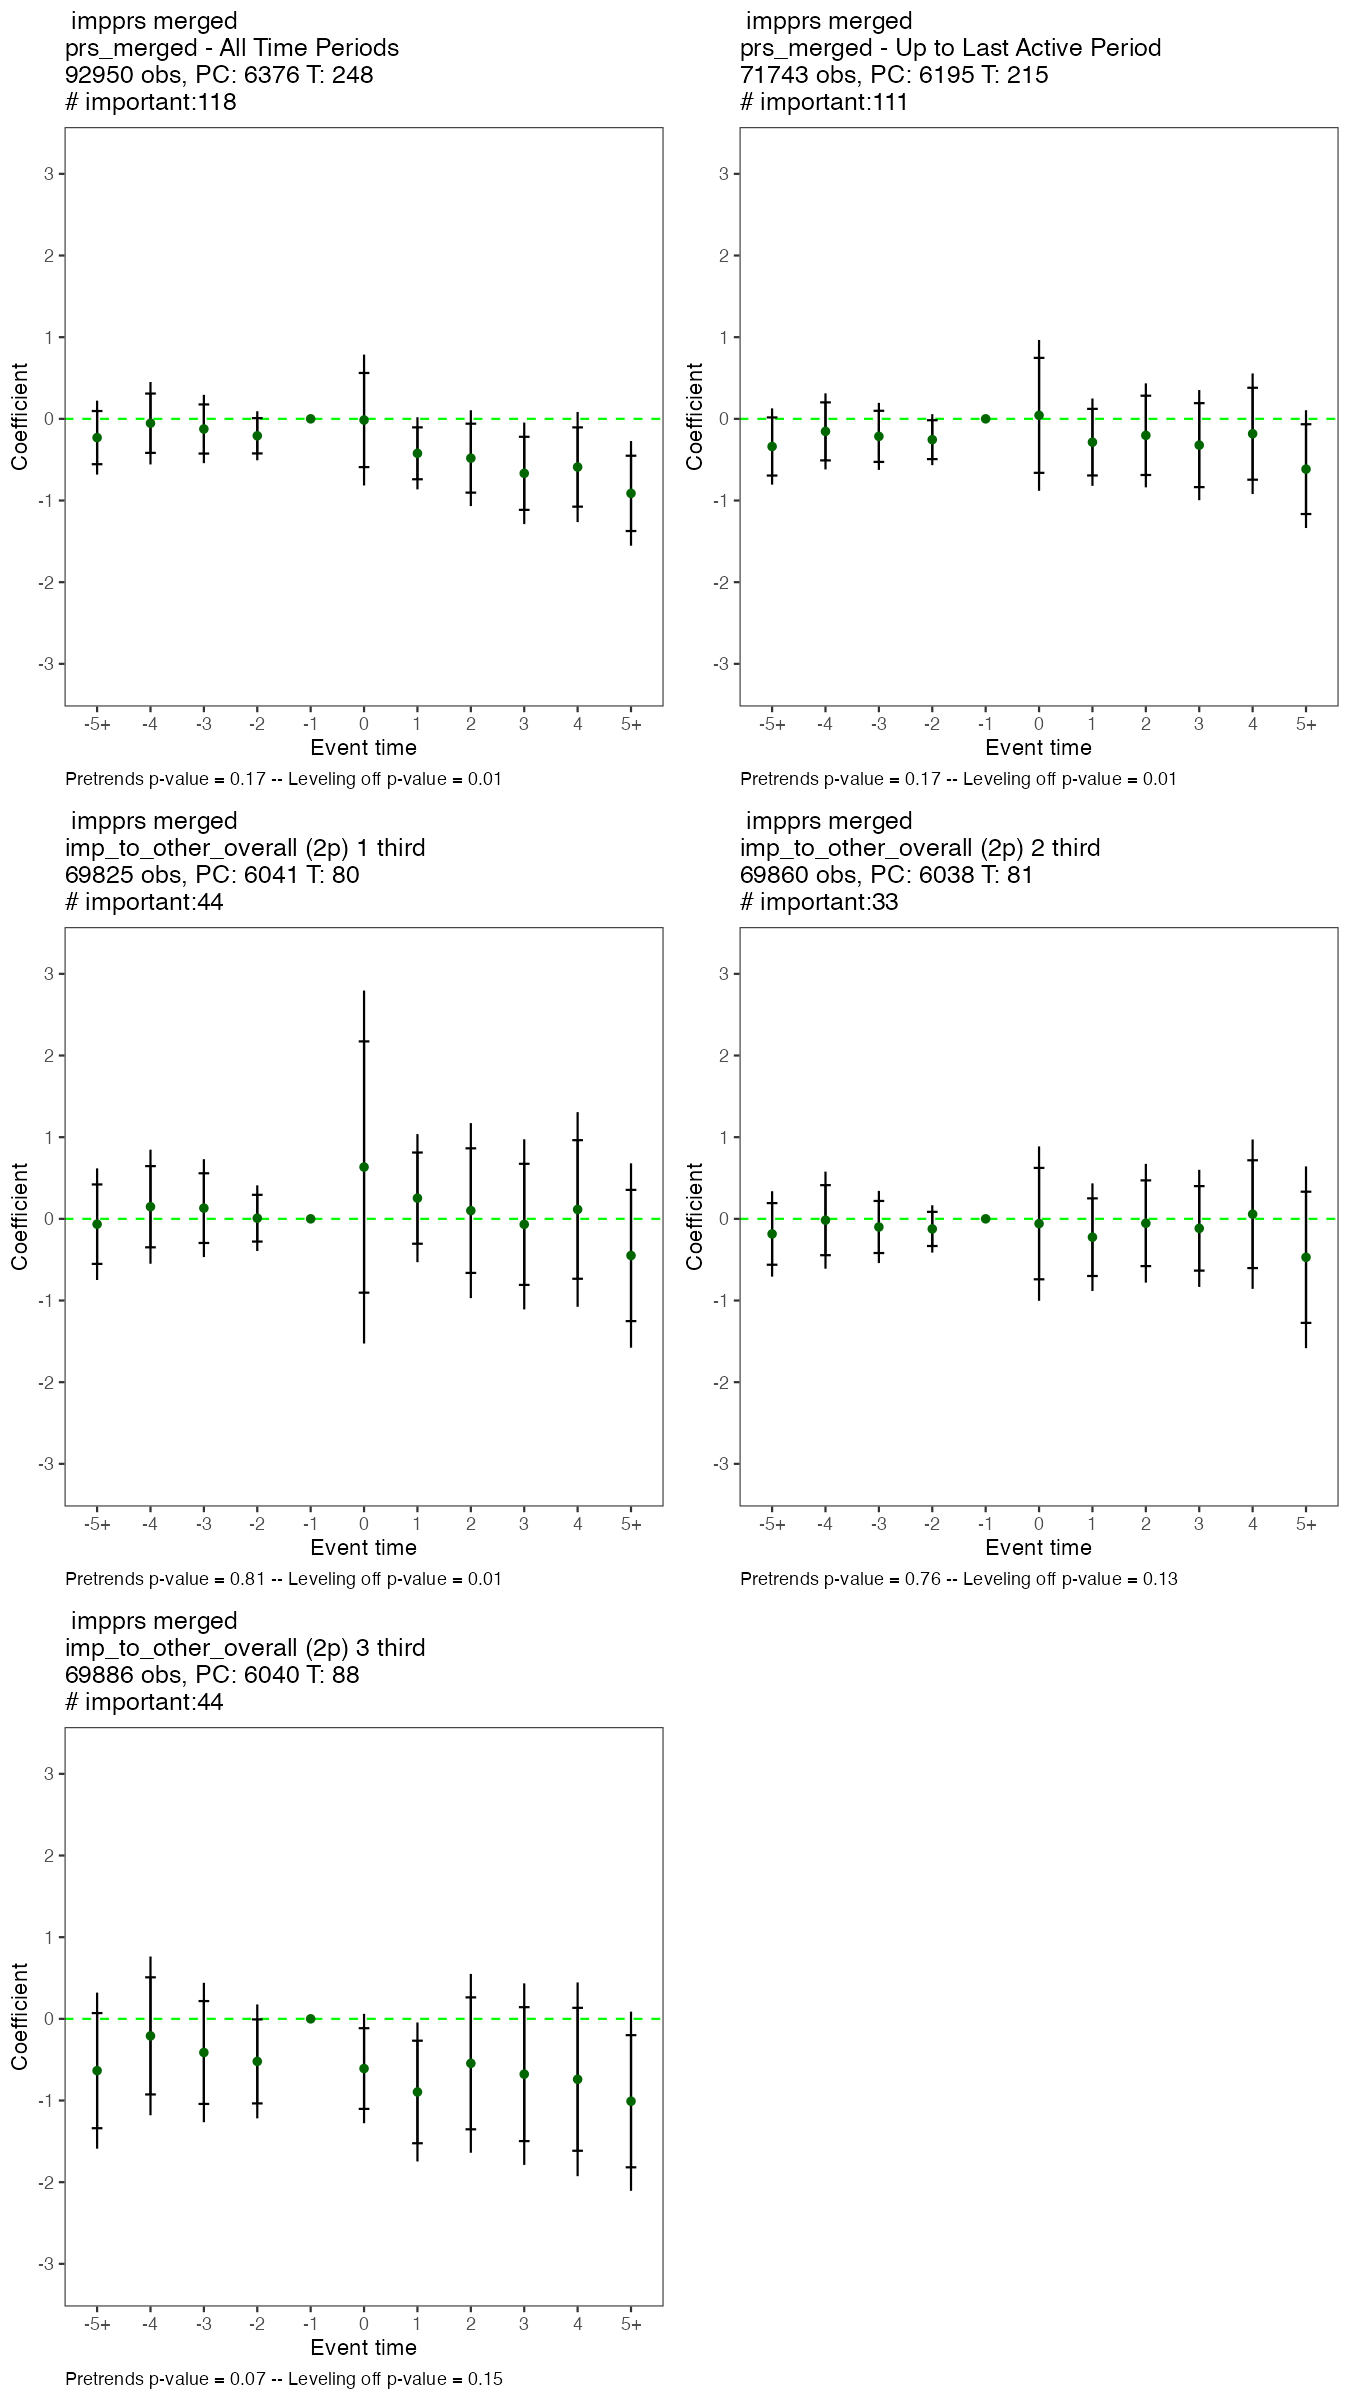 impprs merged
prs_merged - All Time Periods
92950 obs, PC: 6376 T: 248
# important:118
3
2
1
0
-1
-2
-3
Coefficient
-5+ -4 -3 -2 -1 0 1 2 3 4 5+
Event time
Pretrends p-value = 0.17 -- Leveling off p-value = 0.01
impprs merged
prs_merged - Up to Last Active Period
71743 obs, PC: 6195 T: 215
# important:111
3
2
1
0
-1
-2
-3
Coefficient
-5+ -4 -3 -2 -1 0 1 2 3 4 5+
Event time
Pretrends p-value = 0.17 -- Leveling off p-value = 0.01
impprs merged
imp_to_other_overall (2p) 1 third
69825 obs, PC: 6041 T: 80
# important:44
3
2
1
0
-1
-2
-3
Coefficient
-5+ -4 -3 -2 -1 0 1 2 3 4 5+
Event time
Pretrends p-value = 0.81 -- Leveling off p-value = 0.01
impprs merged
imp_to_other_overall (2p) 2 third
69860 obs, PC: 6038 T: 81
# important:33
3
2
1
0
-1
-2
-3
Coefficient
-5+ -4 -3 -2 -1 0 1 2 3 4 5+
Event time
Pretrends p-value = 0.76 -- Leveling off p-value = 0.13
impprs merged
imp_to_other_overall (2p) 3 third
69886 obs, PC: 6040 T: 88
# important:44
3
2
1
0
-1
-2
-3
Coefficient
-5+ -4 -3 -2 -1 0 1 2 3 4 5+
Event time
Pretrends p-value = 0.07 -- Leveling off p-value = 0.15